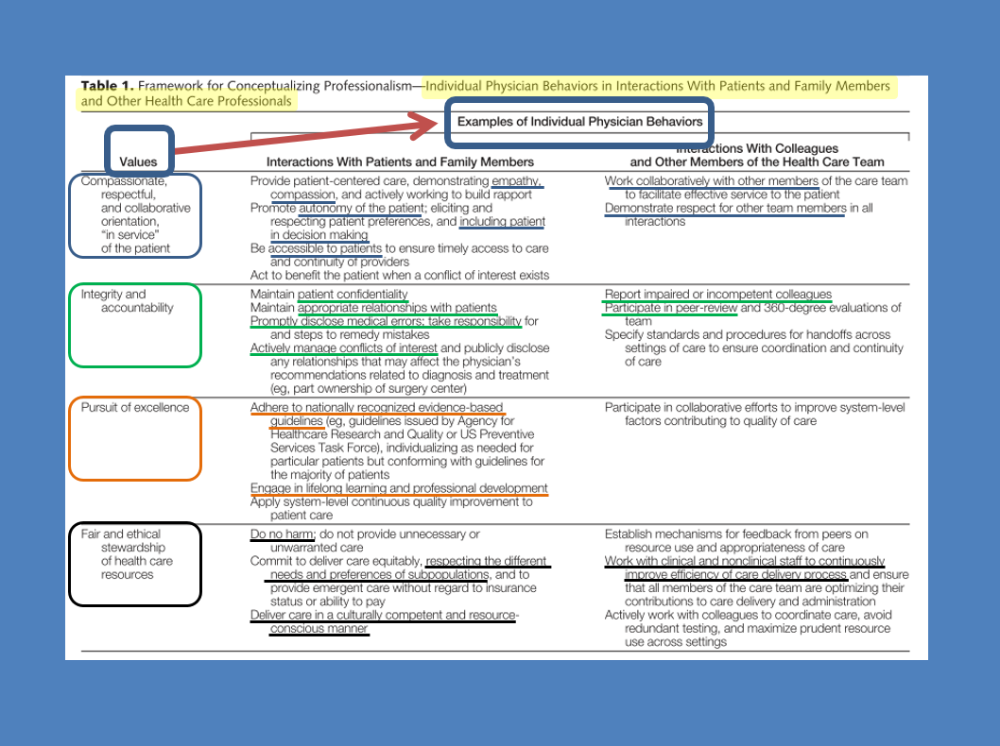 Table 1. Framework for Conceptualizing Professionalism—Individual Physician Behaviors in Interactions With Patients and Family Members
and Other Health Care Professionals
Examples of Individual Physician Behaviors
Values
Interactions With Patients and Family Members
Interactions With Colleagues
and Other Members of the Health Care Team
Compassionate,
respectful,
and collaborative
orientation,
“in service”
of the patient
Provide patient-centered care, demonstrating empathy,
compassion, and actively working to build rapport
Promote autonomy of the patient; eliciting and
respecting patient preferences, and including patient
in decision making
Be accessible to patients to ensure timely access to care
and continuity of providers
Act to benefit the patient when a conflict of interest exists
Work collaboratively with other members of the care team
to facilitate effective service to the patient
Demonstrate respect for other team members in all
interactions
Integrity and
accountability
Maintain patient confidentiality
Maintain appropriate relationships with patients
Promptly disclose medical errors; take responsibility for
and steps to remedy mistakes
Actively manage conflicts of interest and publicly disclose
any relationships that may affect the physician’s
recommendations related to diagnosis and treatment
(eg, part ownership of surgery center)
Report impaired or incompetent colleagues
Participate in peer-review and 360-degree evaluations of
team
Specify standards and procedures for handoffs across
settings of care to ensure coordination and continuity
of care
Pursuit of excellence
Adhere to nationally recognized evidence-based
guidelines (eg, guidelines issued by Agency for
Healthcare Research and Quality or US Preventive
Services Task Force), individualizing as needed for
particular patients but conforming with guidelines for
the majority of patients
Engage in lifelong learning and professional development
Apply system-level continuous quality improvement to
patient care
Participate in collaborative efforts to improve system-level
factors contributing to quality of care
Fair and ethical
stewardship
of health care
resources
Do no harm; do not provide unnecessary or
unwarranted care
Commit to deliver care equitably, respecting the different
needs and preferences of subpopulations, and to
provide emergent care without regard to insurance
status or ability to pay
Deliver care in a culturally competent and resource-
conscious manner
Establish mechanisms for feedback from peers on
resource use and appropriateness of care
Work with clinical and nonclinical staff to continuously
improve efficiency of care delivery process and ensure
that all members of the care team are optimizing their
contributions to care delivery and administration
Actively work with colleagues to coordinate care, avoid
redundant testing, and maximize prudent resource
use across settings